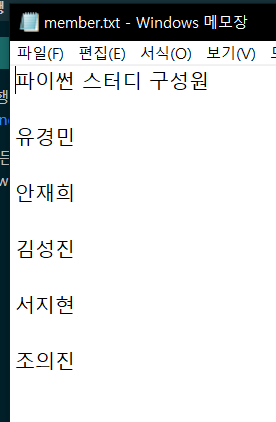 member.txt - Windows 메모장
파일(F) 편집(E) 서식(O) 보기(V)
파이썬 스터디 구성원
유경민
안재희
김성진
서지현
조의진